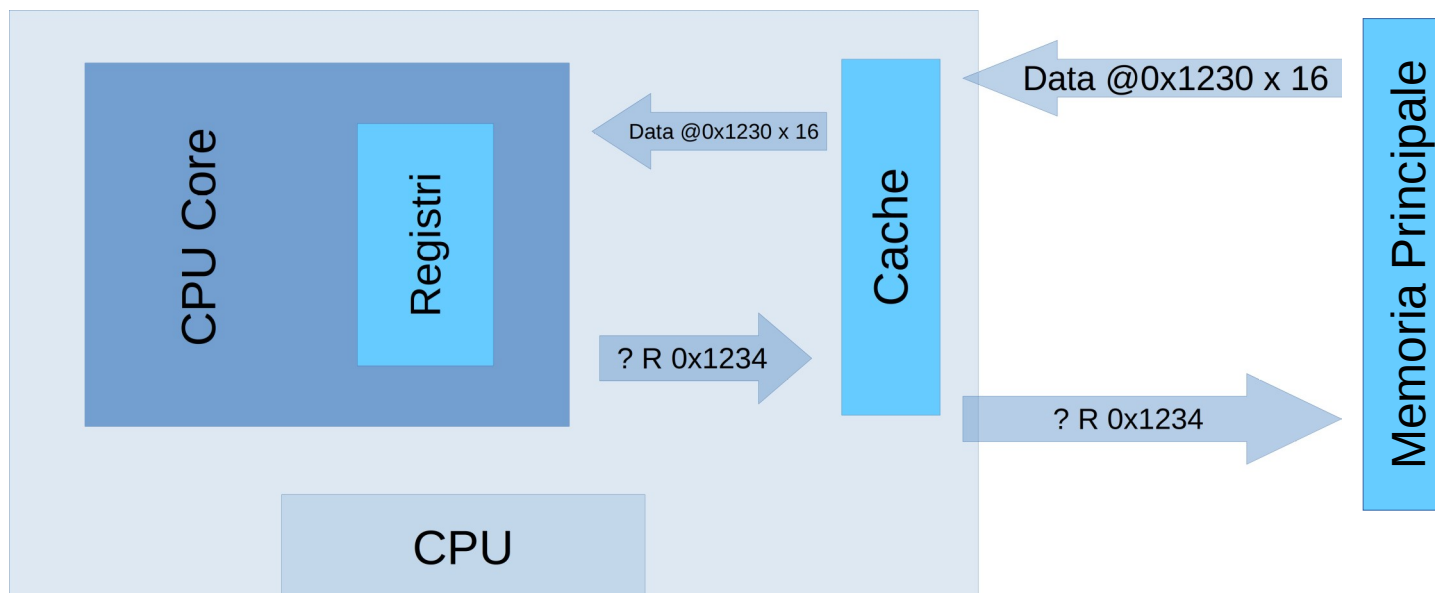 CPU Core
Registri
Data @0x1230 x 16
? R 0x1234
Cache
Data @0x1230 x 16
? R 0x1234
Memoria Principale
CPU